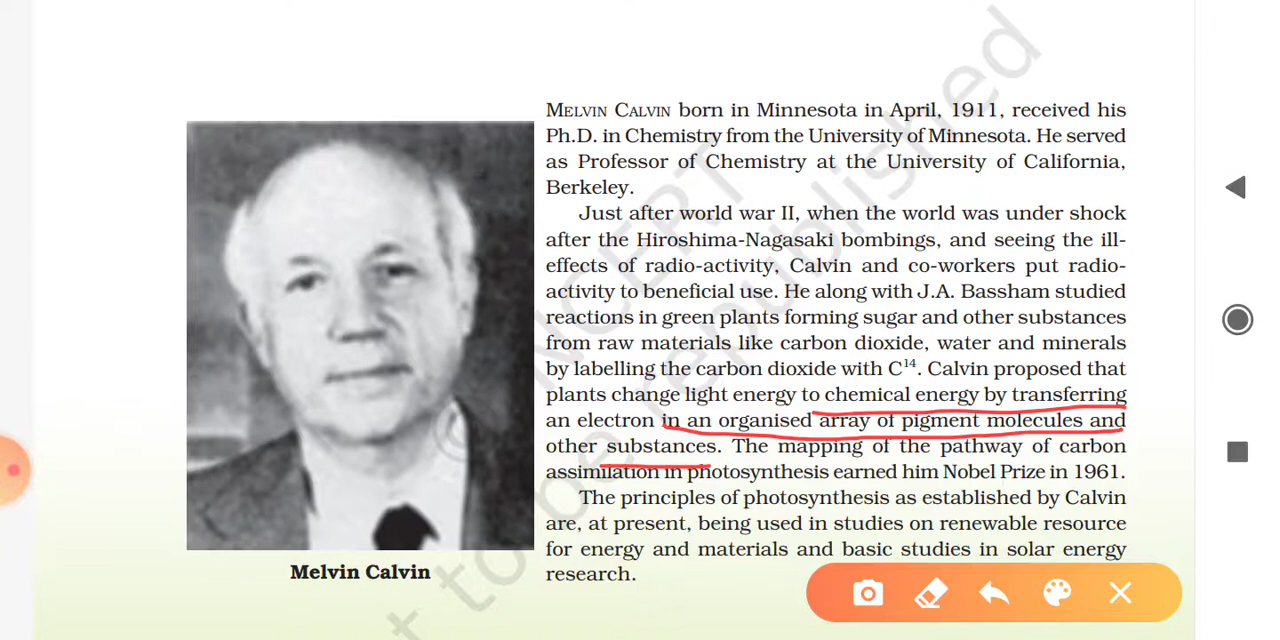 MELVIN CALVIN born in Minnesota in April, 1911, received his
Ph.D. in Chemistry from the University of Minnesota. He served
as Professor of Chemistry at the University of California,
Berkeley.
Just after world war II, when the world was under shock
after the Hiroshima-Nagasaki bombings, and seeing the ill-
effects of radio-activity, Calvin and co-workers put radio-
activity to beneficial use. He along with J.A. Bassham studied
reactions in green plants forming sugar and other substances
from raw materials like carbon dioxide, water and minerals
by labelling the carbon dioxide with C¹⁴. Calvin proposed that
plants change light energy to chemical energy by transferring
an electron in an organised array of pigment molecules and
other substances. The mapping of the pathway of carbon
assimilation in photosynthesis earned him Nobel Prize in 1961.
The principles of photosynthesis as established by Calvin
are, at present, being used in studies on renewable resource
for energy and materials and basic studies in solar energy
research.
Melvin Calvin
© NCERT
not to be republished